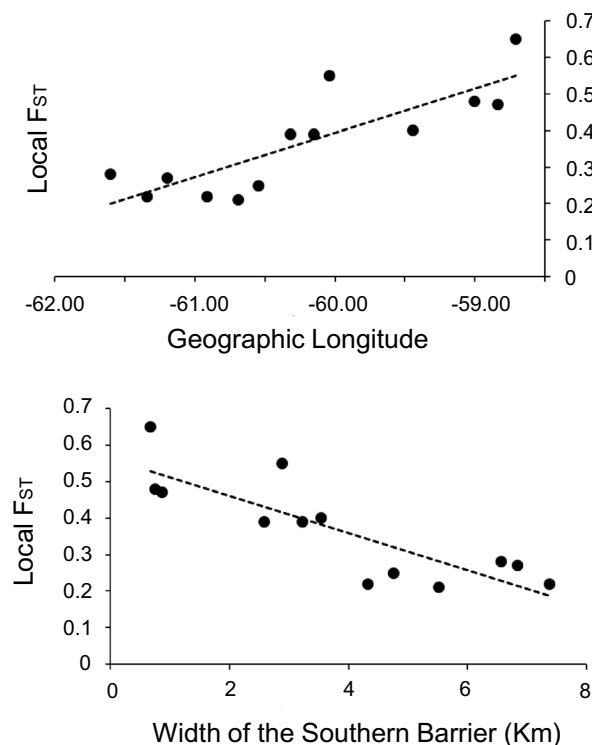 0.7
0.6
0.5
0.4
0.3
0.2
0.1
0
Local FST
-62.00 -61.00 -60.00 -59.00
Geographic Longitude
0.7
0.6
0.5
0.4
0.3
0.2
0.1
0
Local FST
0 2 4 6 8
Width of the Southern Barrier (Km)